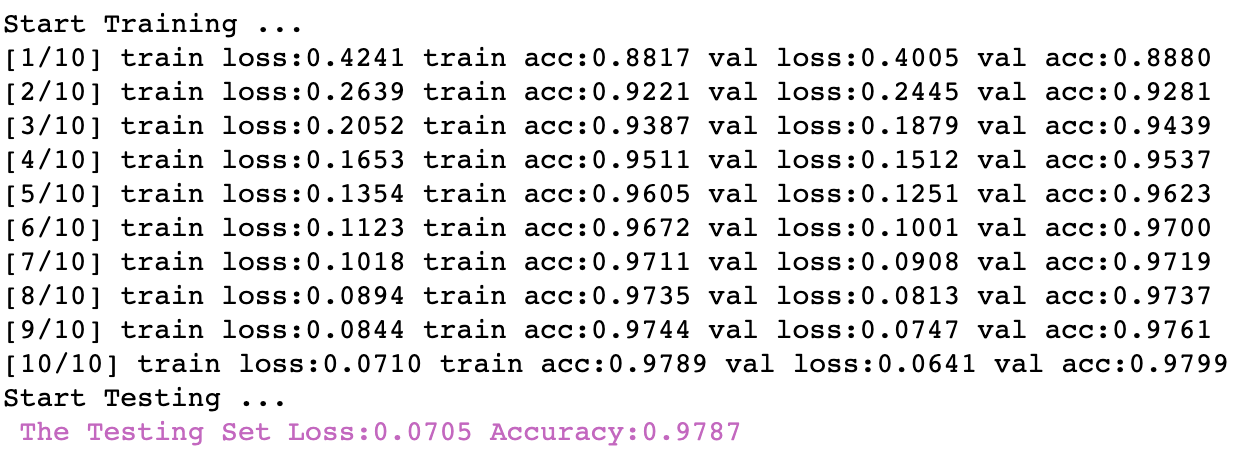 Start Training ...
[1/10] train loss:0.4241 train acc:0.8817 val loss:0.4005 val acc:0.8880
[2/10] train loss:0.2639 train acc:0.9221 val loss:0.2445 val acc:0.9281
[3/10] train loss:0.2052 train acc:0.9387 val loss:0.1879 val acc:0.9439
[4/10] train loss:0.1653 train acc:0.9511 val loss:0.1512 val acc:0.9537
[5/10] train loss:0.1354 train acc:0.9605 val loss:0.1251 val acc:0.9623
[6/10] train loss:0.1123 train acc:0.9672 val loss:0.1001 val acc:0.9700
[7/10] train loss:0.1018 train acc:0.9711 val loss:0.0908 val acc:0.9719
[8/10] train loss:0.0894 train acc:0.9735 val loss:0.0813 val acc:0.9737
[9/10] train loss:0.0844 train acc:0.9744 val loss:0.0747 val acc:0.9761
[10/10] train loss:0.0710 train acc:0.9789 val loss:0.0641 val acc:0.9799
Start Testing ...
The Testing Set Loss:0.0705 Accuracy:0.9787